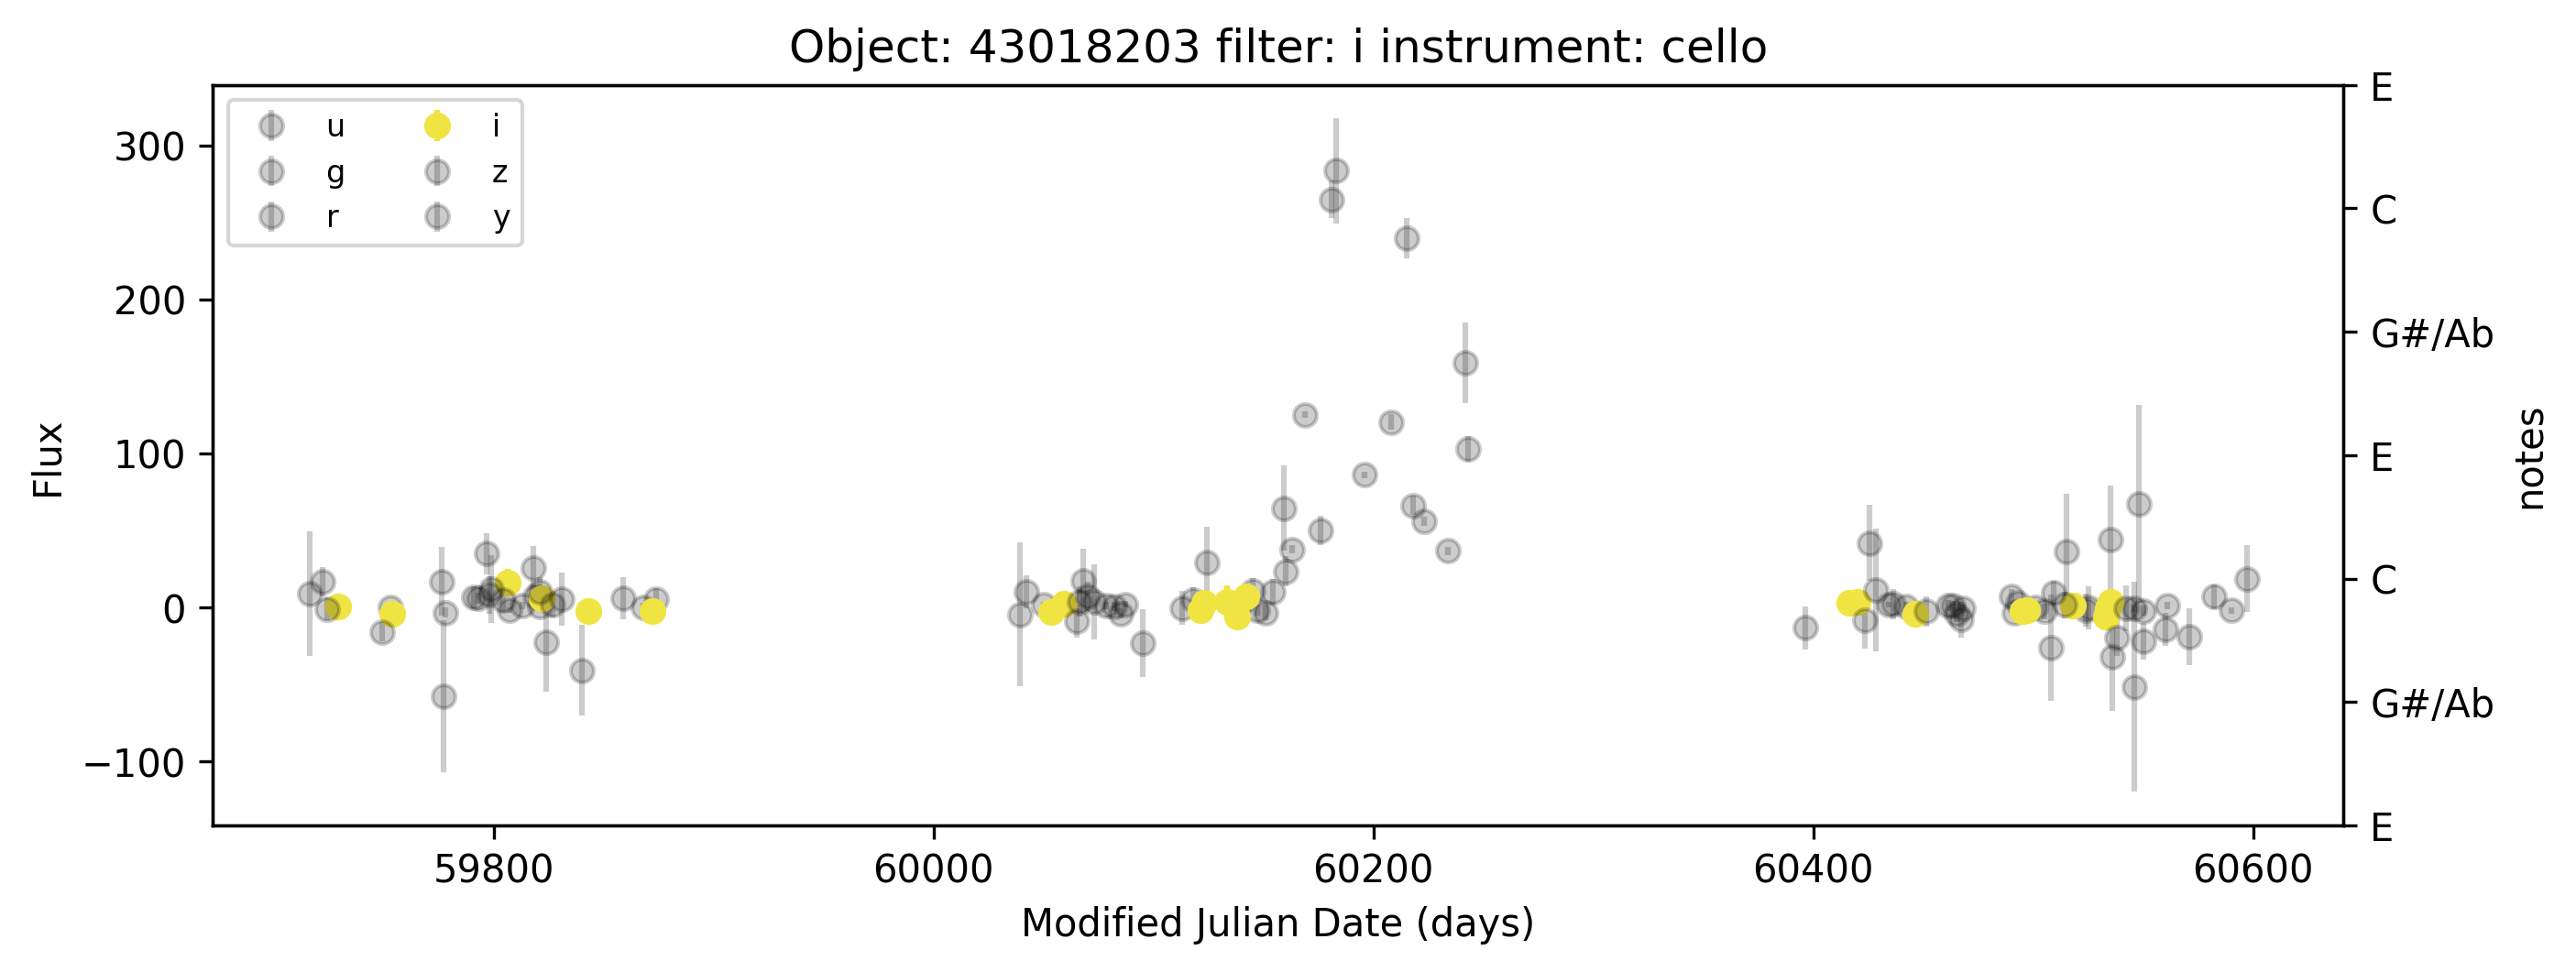 Object: 43018203 filter: i instrument: cello
u
g
r
i
z
y
300
200
100
0
−100
Flux
E
C
G#/Ab
E
C
G#/Ab
E
notes
59800
60000
60200
60400
60600
Modified Julian Date (days)